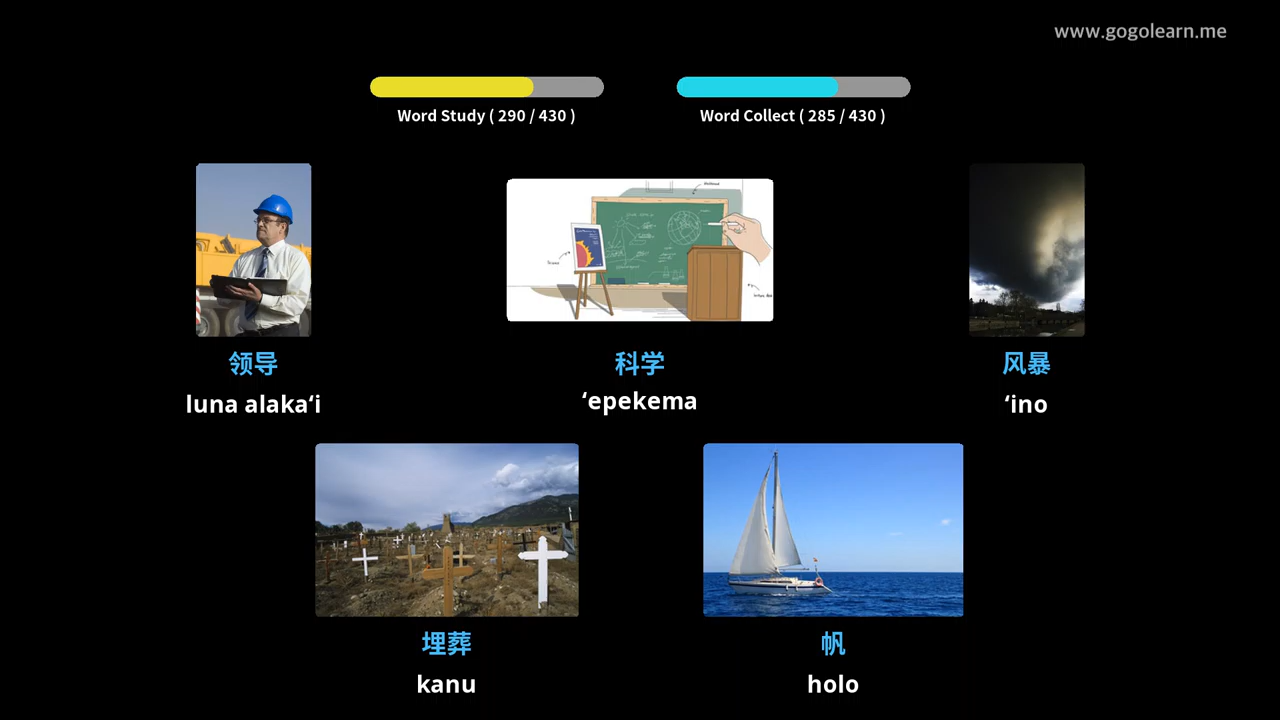 www.gogolearn.me
Word Study ( 290 / 430 )
Word Collect ( 285 / 430 )
领导
luna alakaʻi
科学
ʻepekema
风暴
ʻino
埋葬
kanu
帆
holo